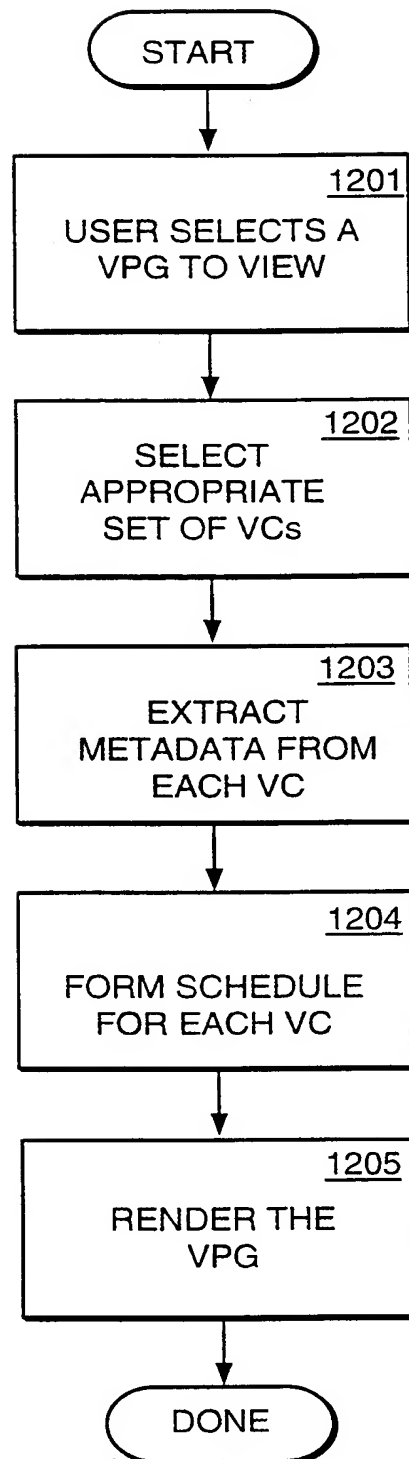 START
1201
USER SELECTS A
VPG TO VIEW
1202
SELECT
APPROPRIATE
SET OF VCs
1203
EXTRACT
METADATA FROM
EACH VC
1204
FORM SCHEDULE
FOR EACH VC
1205
RENDER THE
VPG
DONE